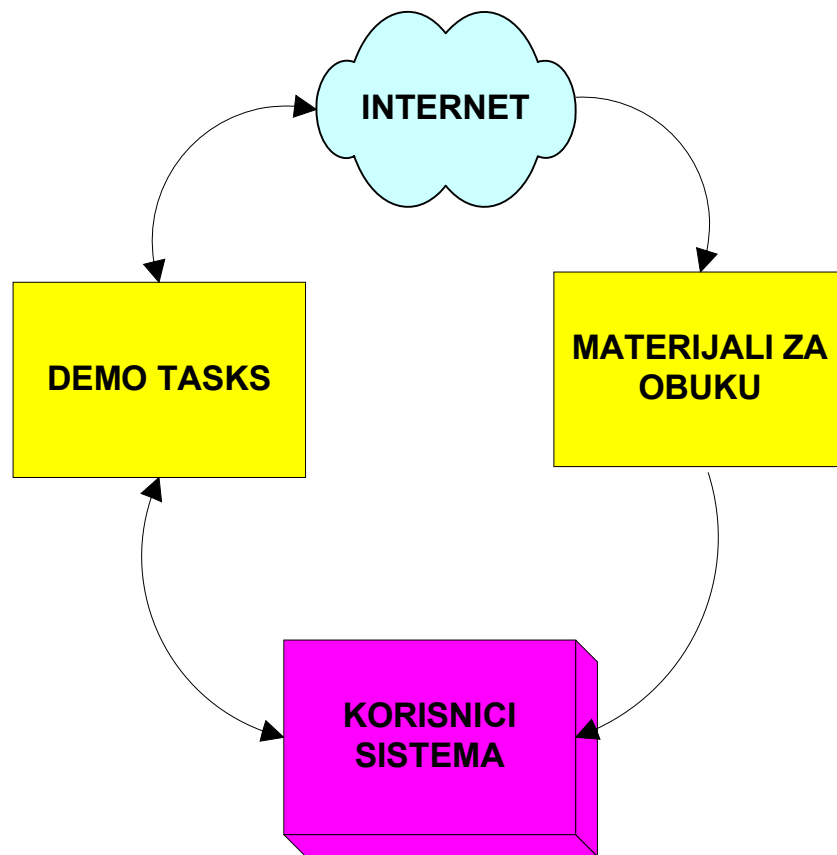 INTERNET
DEMO TASKS
MATERIJALI ZA
OBUKU
KORISNICI
SISTEMA